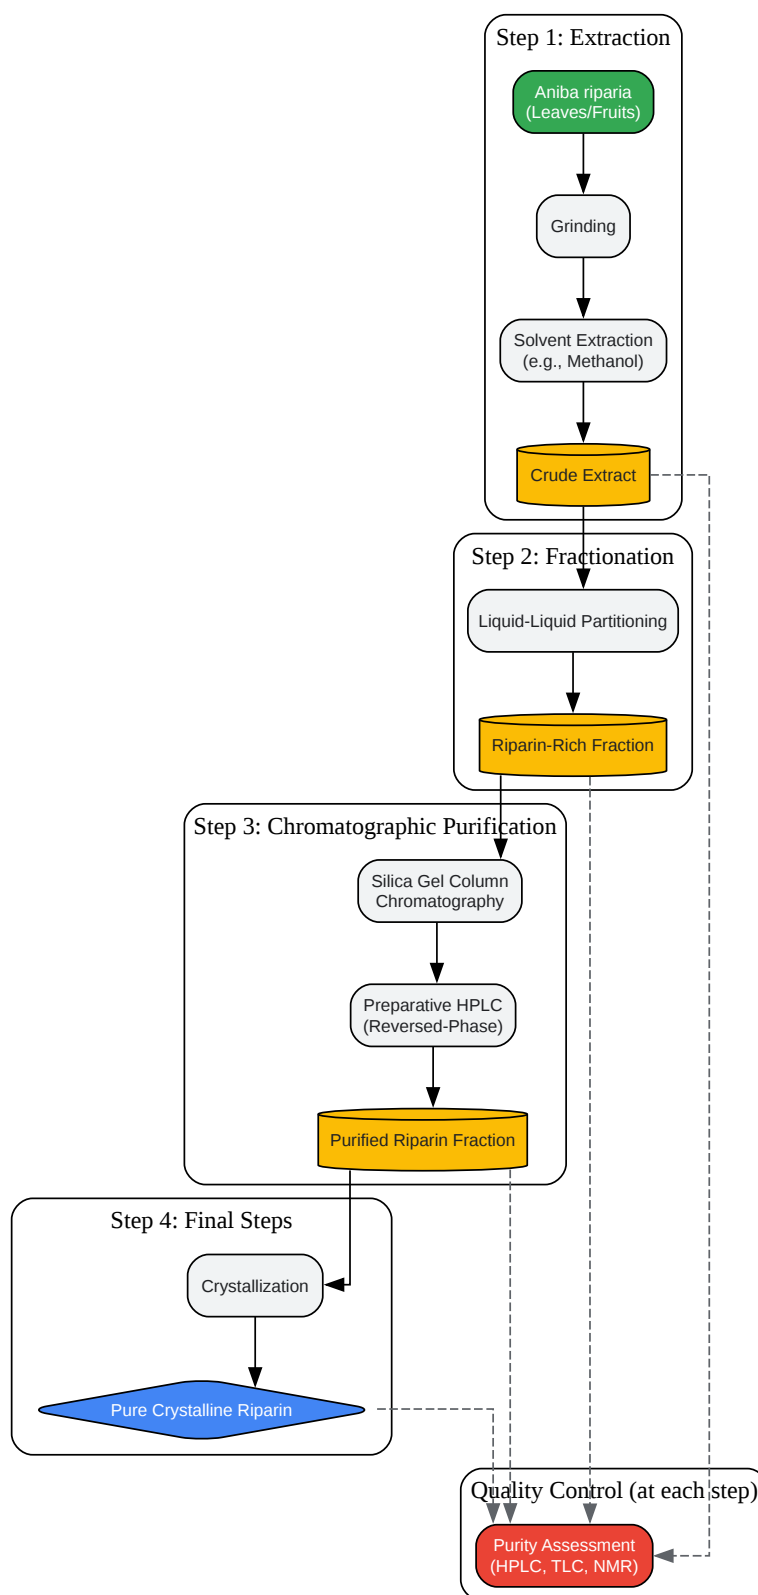 Step 1: Extraction
Aniba riparia
(Leaves/Fruits)
Grinding
Solvent Extraction
(e.g., Methanol)
Crude Extract
Step 2: Fractionation
Liquid-Liquid Partitioning
Riparin-Rich Fraction
Step 3: Chromatographic Purification
Silica Gel Column
Chromatography
Preparative HPLC
(Reversed-Phase)
Purified Riparin Fraction
Step 4: Final Steps
Crystallization
Pure Crystalline Riparin
Quality Control (at each step)
Purity Assessment
(HPLC, TLC, NMR)